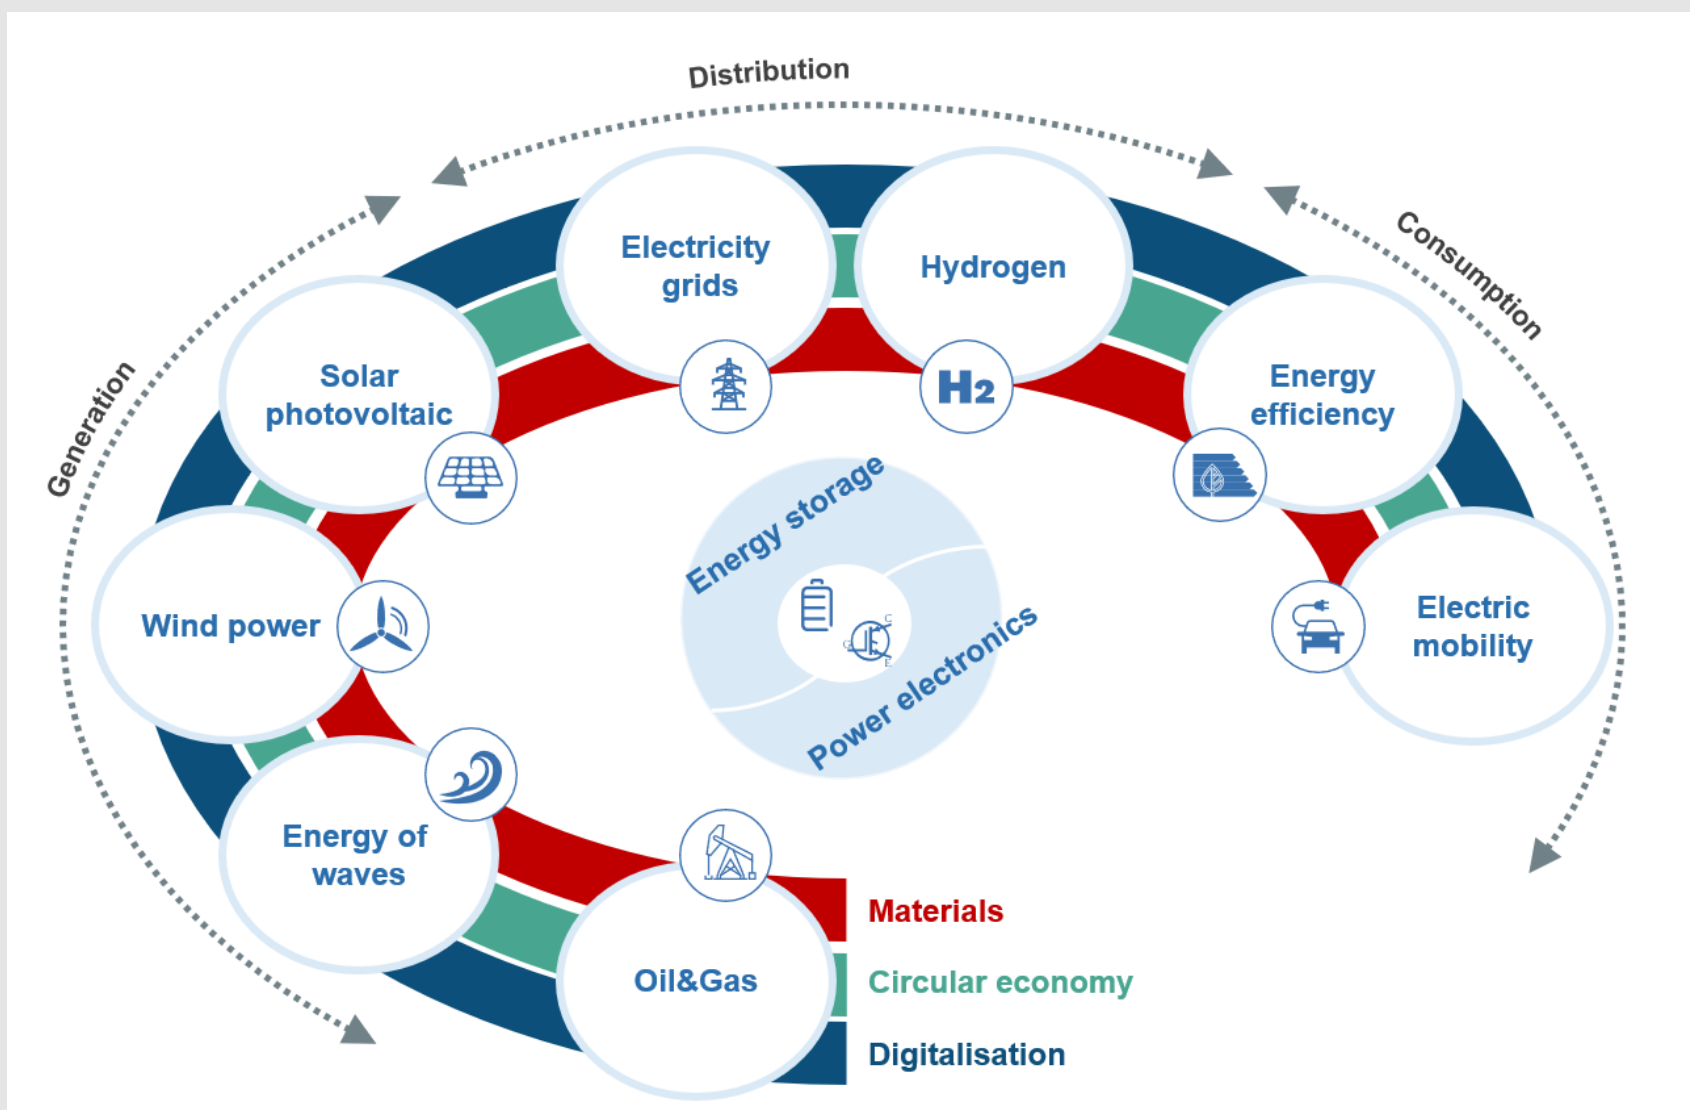 Distribution
Generation
Consumption
Electricity
grids
Hydrogen
H2
Solar
photovoltaic
Energy
efficiency
Wind power
Electric
mobility
Energy storage
C
G
E
Power electronics
Energy of
waves
Oil&Gas
Materials
Circular economy
Digitalisation